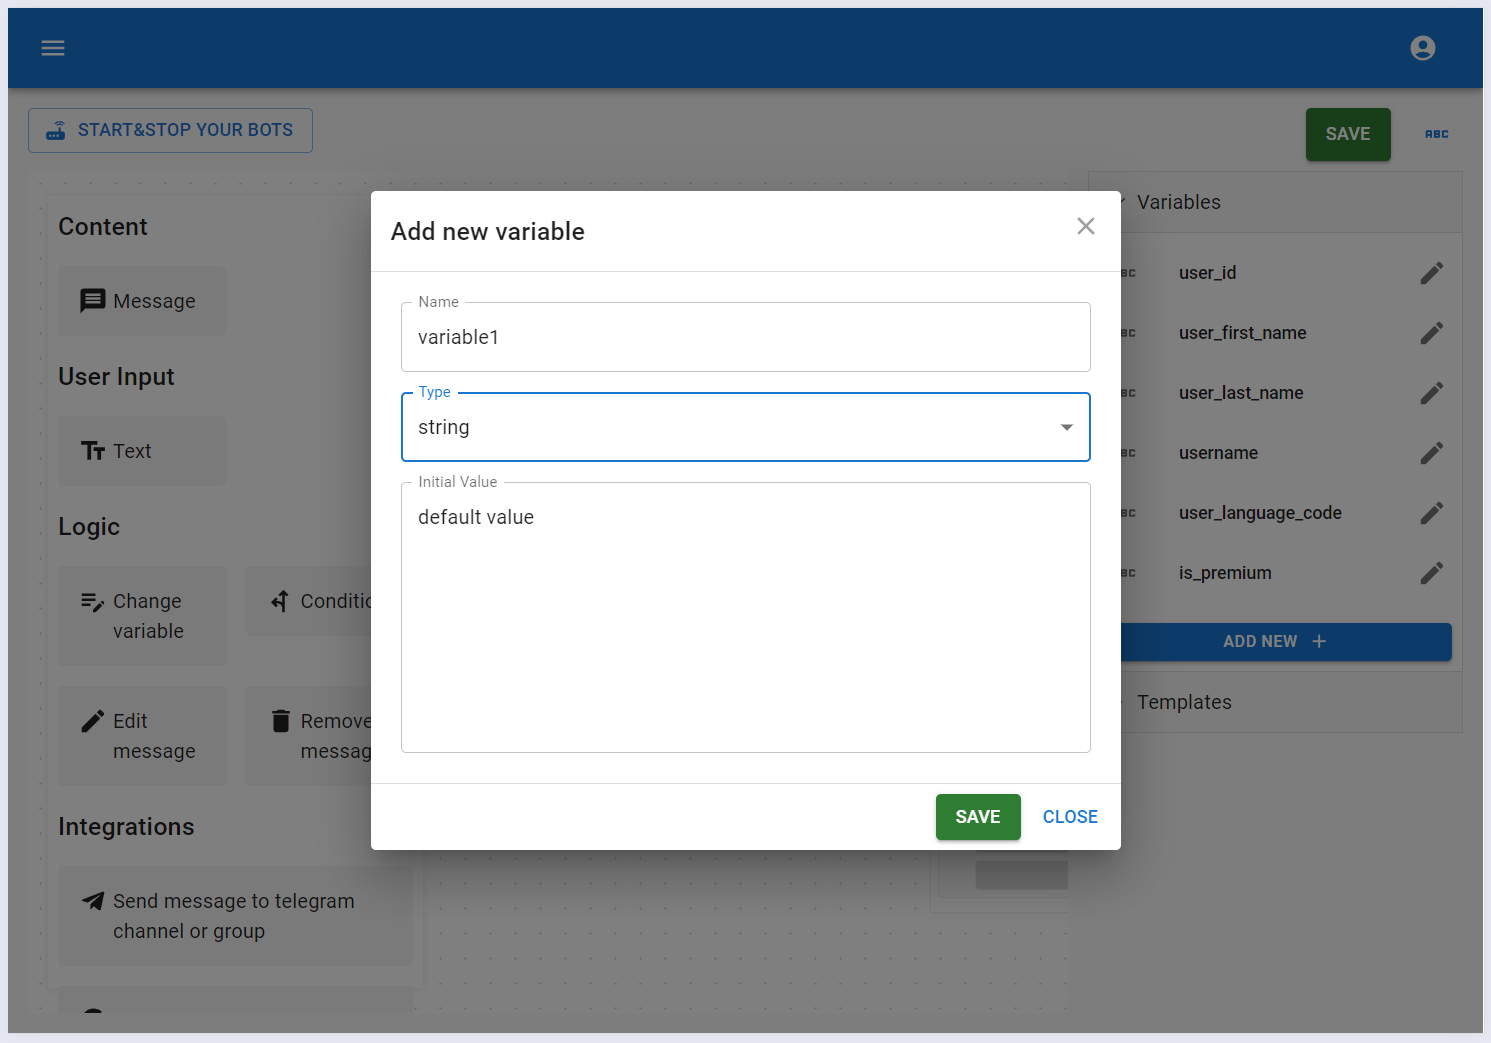 START&STOP YOUR BOTS
SAVE
ABC
Content
Message
User Input
Text
Logic
Change
variable
Edit
message
Remove
Integrations
Send message to telegram
channel or group
Add new variable
Name
variable1
Type
string
Initial Value
default value
SAVE
CLOSE
Variables
user_id
user_first_name
user_last_name
username
user_language_code
is_premium
ADD NEW
Templates